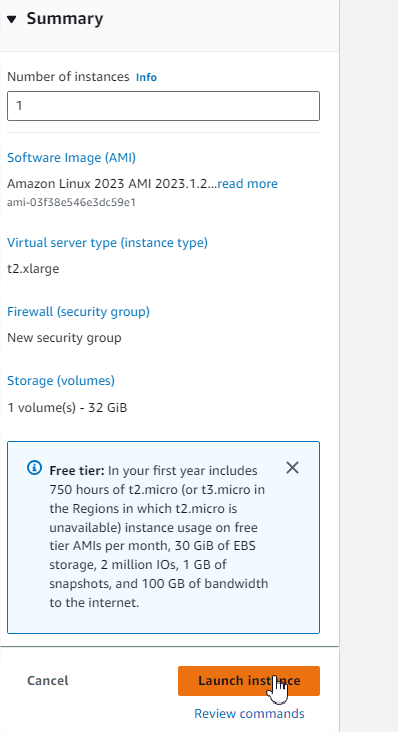 Summary
Number of instances Info
1
Software Image (AMI)
Amazon Linux 2023 AMI 2023.1.2...read more
ami-03f38e546e3dc59e1
Virtual server type (instance type)
t2.xlarge
Firewall (security group)
New security group
Storage (volumes)
1 volume(s) - 32 GiB
Free tier: In your first year includes
750 hours of t2.micro (or t3.micro in
the Regions in which t2.micro is
unavailable) instance usage on free
tier AMIs per month, 30 GiB of EBS
storage, 2 million IOs, 1 GB of
snapshots, and 100 GB of bandwidth
to the internet.
Cancel
Launch instance
Review commands